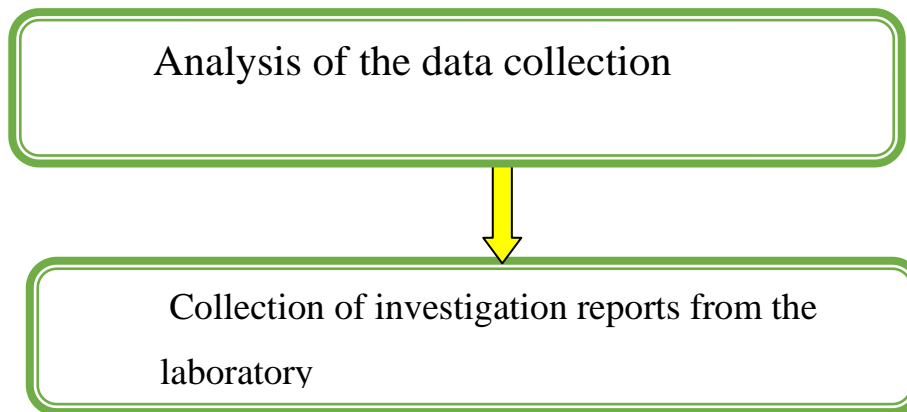 Analysis of the data collection
Collection of investigation reports from the
laboratory